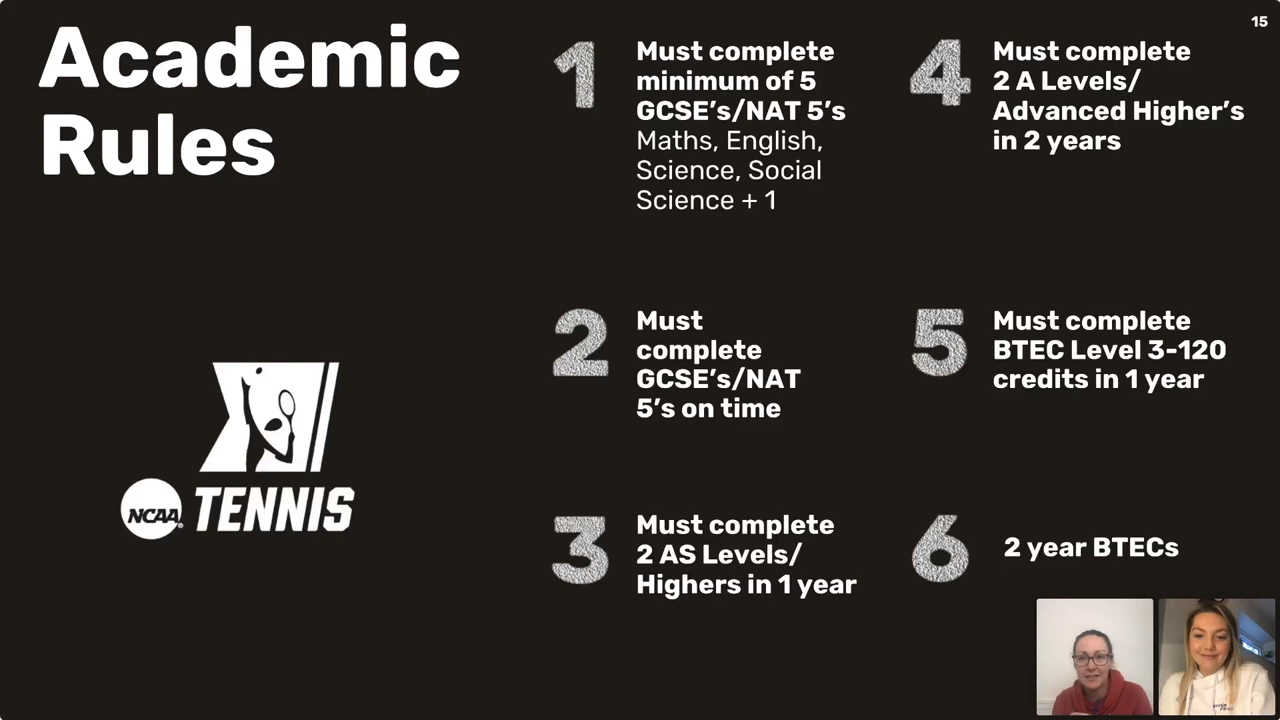 15
Academic
Rules
1
Must complete
minimum of 5
GCSE's/NAT 5's
Maths, English,
Science, Social
Science + 1
2
Must
complete
GCSE's/NAT
5's on time
3
Must complete
2 AS Levels/
Highers in 1 year
4
Must complete
2 A Levels/
Advanced Higher's
in 2 years
5
Must complete
BTEC Level 3-120
credits in 1 year
6
2 year BTECs
NCAA® TENNIS